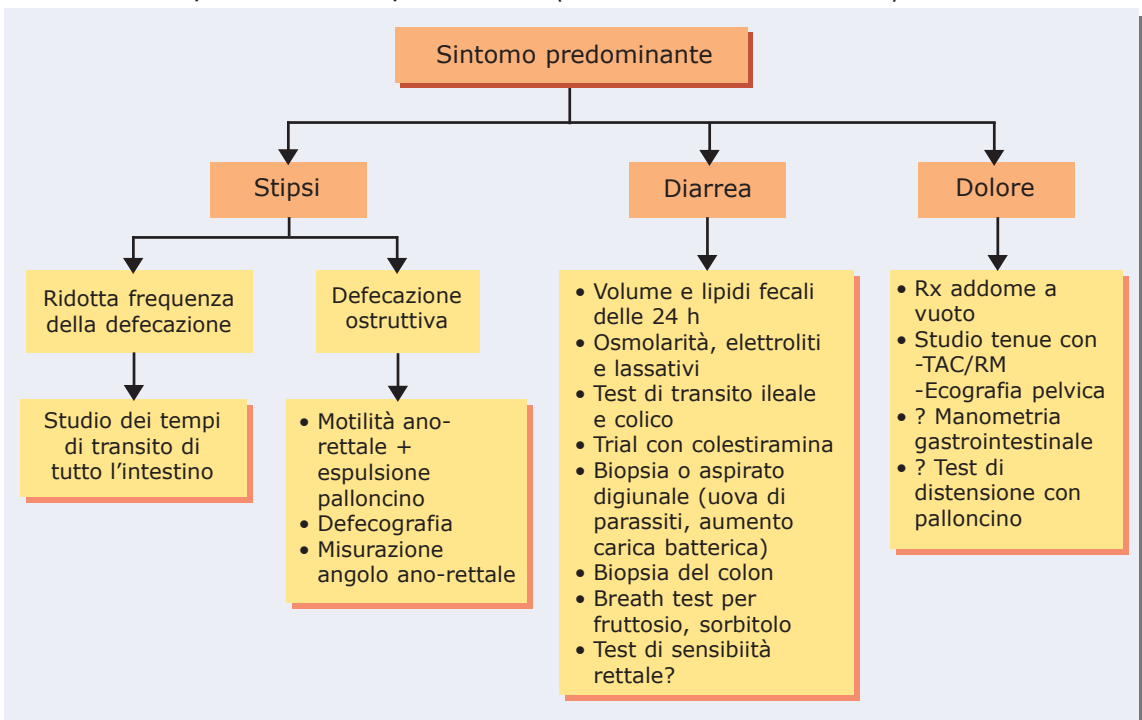 Sintomo predominante
Stipsi
Diarrea
Dolore
Ridotta frequenza
della defecazione
Defecazione
ostruttiva
Studio dei tempi
di transito di
tutto l'intestino
• Motilità ano-
rettale +
espulsione
palloncino
• Defecografia
• Misurazione
angolo ano-rettale
• Volume e lipidi fecali
delle 24 h
• Osmolarità, elettroliti
e lassativi
• Test di transito ileale
e colico
• Trial con colestiramina
• Biopsia o aspirato
digiunale (uova di
parassiti, aumento
carica batterica)
• Biopsia del colon
• Breath test per
fruttosio, sorbitolo
• Test di sensibiità
rettale?
• Rx addome a
vuoto
• Studio tenue con
-TAC/RM
-Ecografia pelvica
• ? Manometria
gastrointestinale
• ? Test di
distensione con
palloncino